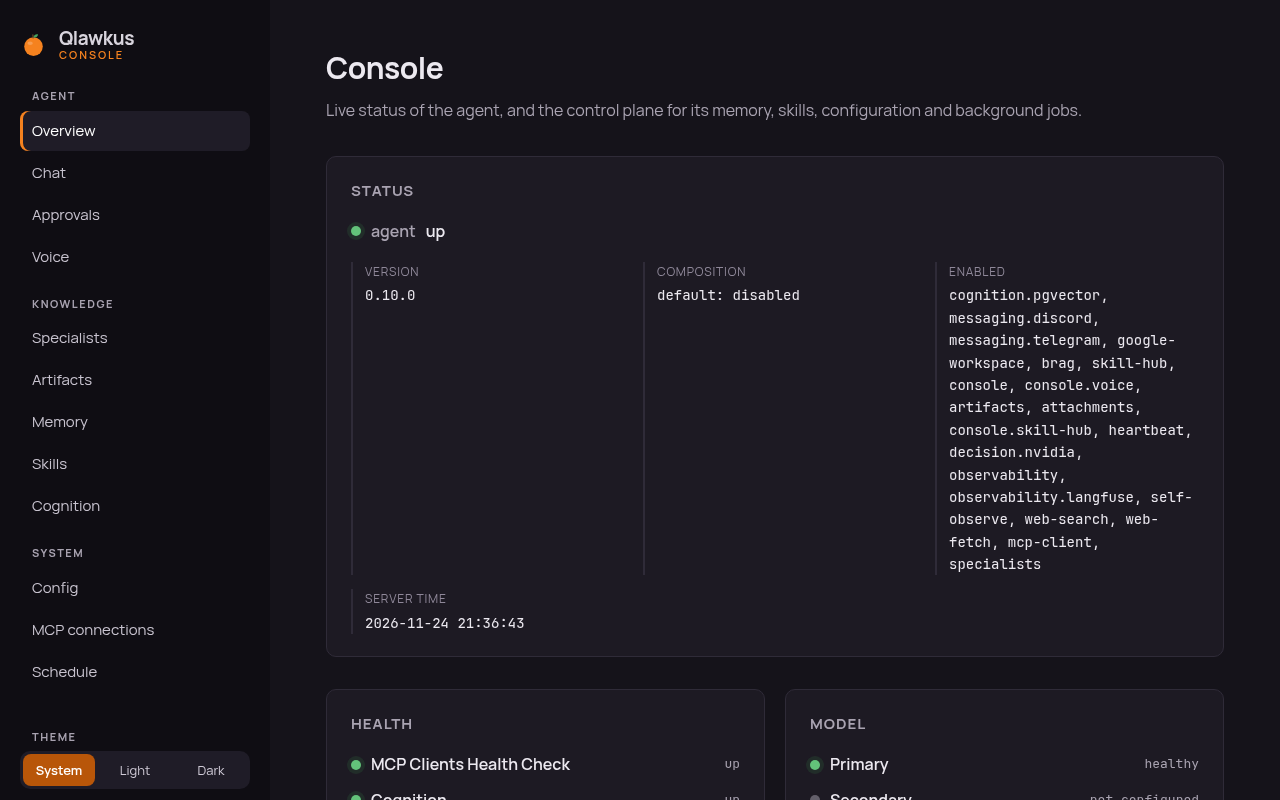 Qlawkus
CONSOLE
AGENT
Overview
Chat
Approvals
Voice
KNOWLEDGE
Specialists
Artifacts
Memory
Skills
Cognition
SYSTEM
Config
MCP connections
Schedule
THEME
System Light Dark
Console
Live status of the agent, and the control plane for its memory, skills, configuration and background jobs.
STATUS
agent up
VERSION
0.10.0
COMPOSITION
default: disabled
ENABLED
cognition.pgvector,
messaging.discord,
messaging.telegram, google-
workspace, brag, skill-hub,
console, console.voice,
artifacts, attachments,
console.skill-hub, heartbeat,
decision.nvidia,
observability,
observability.langfuse, self-
observe, web-search, web-
fetch, mcp-client,
specialists
SERVER TIME
2026-11-24 21:36:43
HEALTH
MCP Clients Health Check up
Cognition up
MODEL
Primary healthy
Secondary not configured